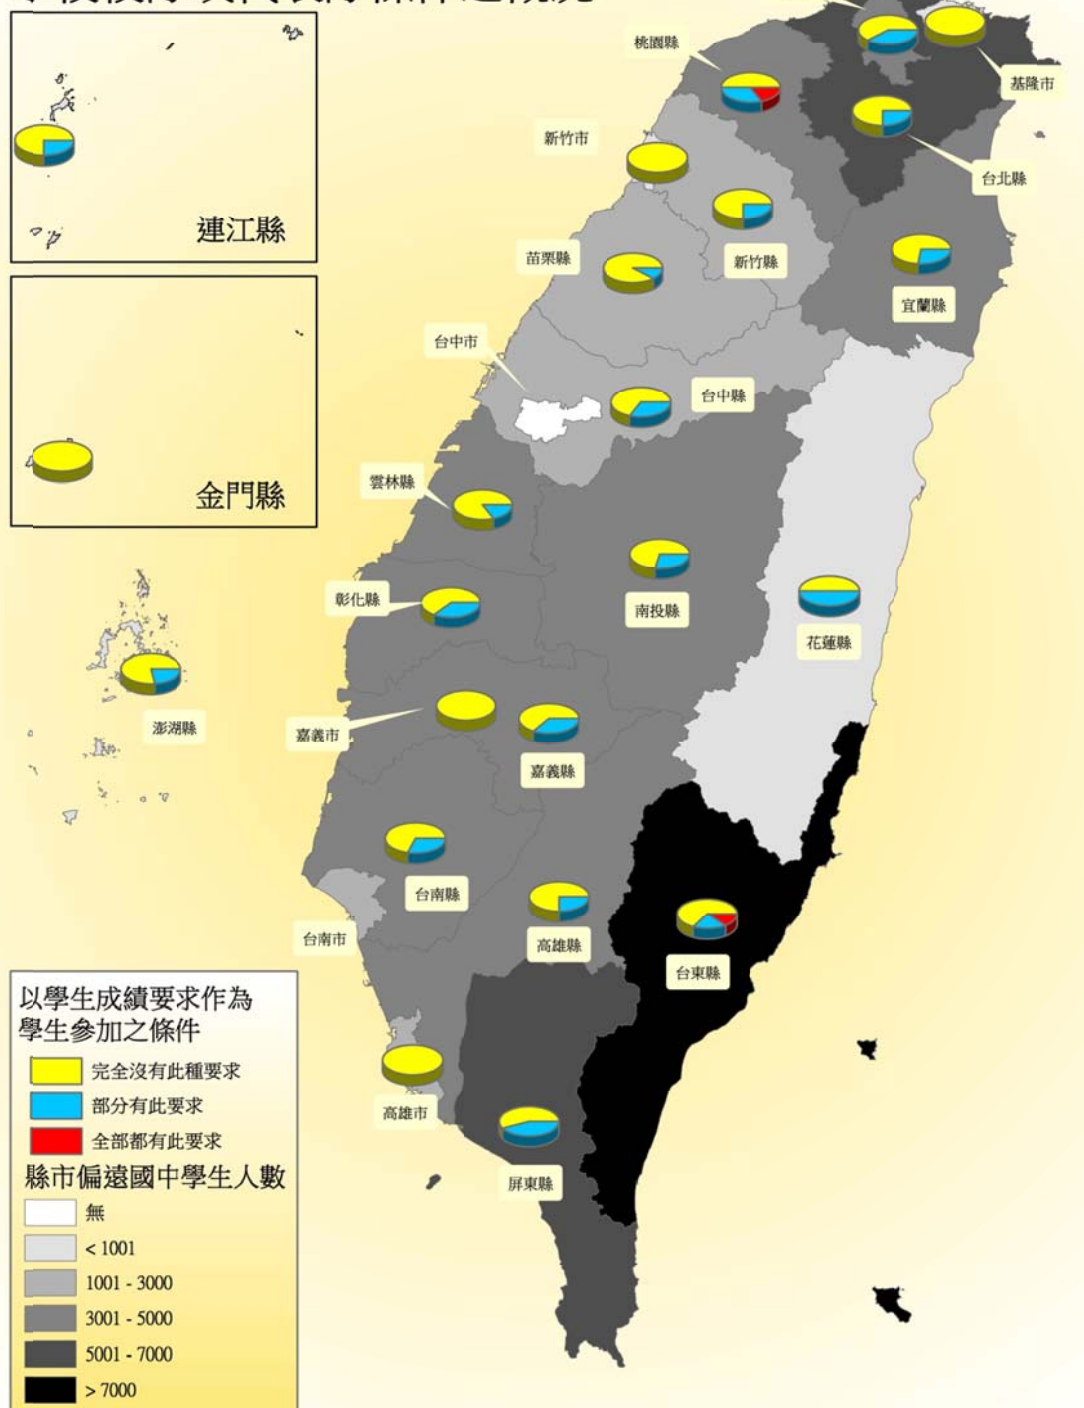 桃園縣
基隆市
新竹市
台北縣
連江縣
苗栗縣
新竹縣
宜蘭縣
台中市
台中縣
雲林縣
金門縣
彰化縣
南投縣
花蓮縣
澎湖縣
嘉義市
嘉義縣
台南縣
台南市
高雄縣
台東縣
以學生成績要求作為
學生參加之條件
完全沒有此種要求
部分有此要求
全部都有此要求
高雄市
縣市偏遠國中學生人數
屏東縣
無
< 1001
1001 - 3000
3001 - 5000
5001 - 7000
> 7000